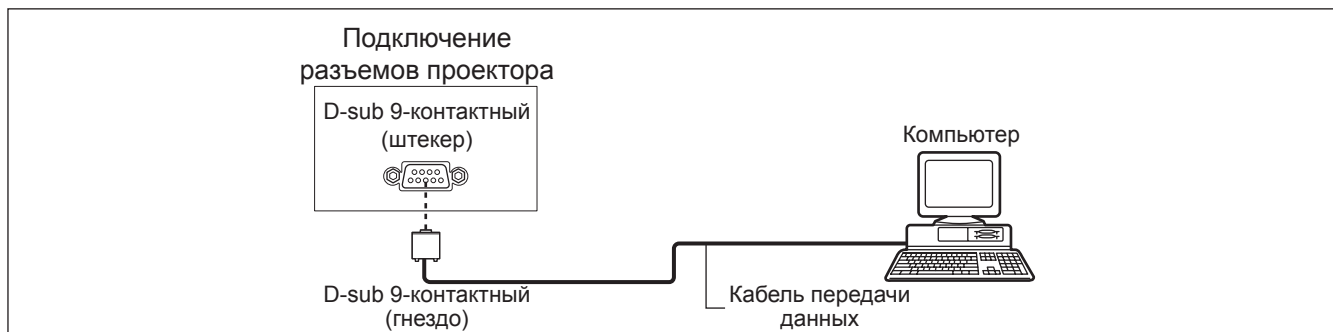 Подключение
разъемов проектора
D-sub 9-контактный
(штекер)
Компьютер
D-sub 9-контактный
(гнездо)
Кабель передачи
данных